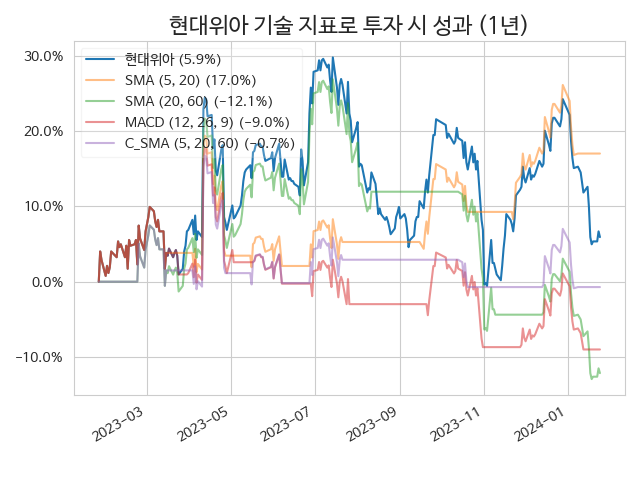 현대위아 기술 지표로 투자 시 성과 (1년)
30.0%
20.0%
10.0%
0.0%
−10.0%
현대위아 (5.9%)
SMA (5, 20) (17.0%)
SMA (20, 60) (−12.1%)
MACD (12, 26, 9) (−9.0%)
C_SMA (5, 20, 60) (−0.7%)
2023-03
2023-05
2023-07
2023-09
2023-11
2024-01